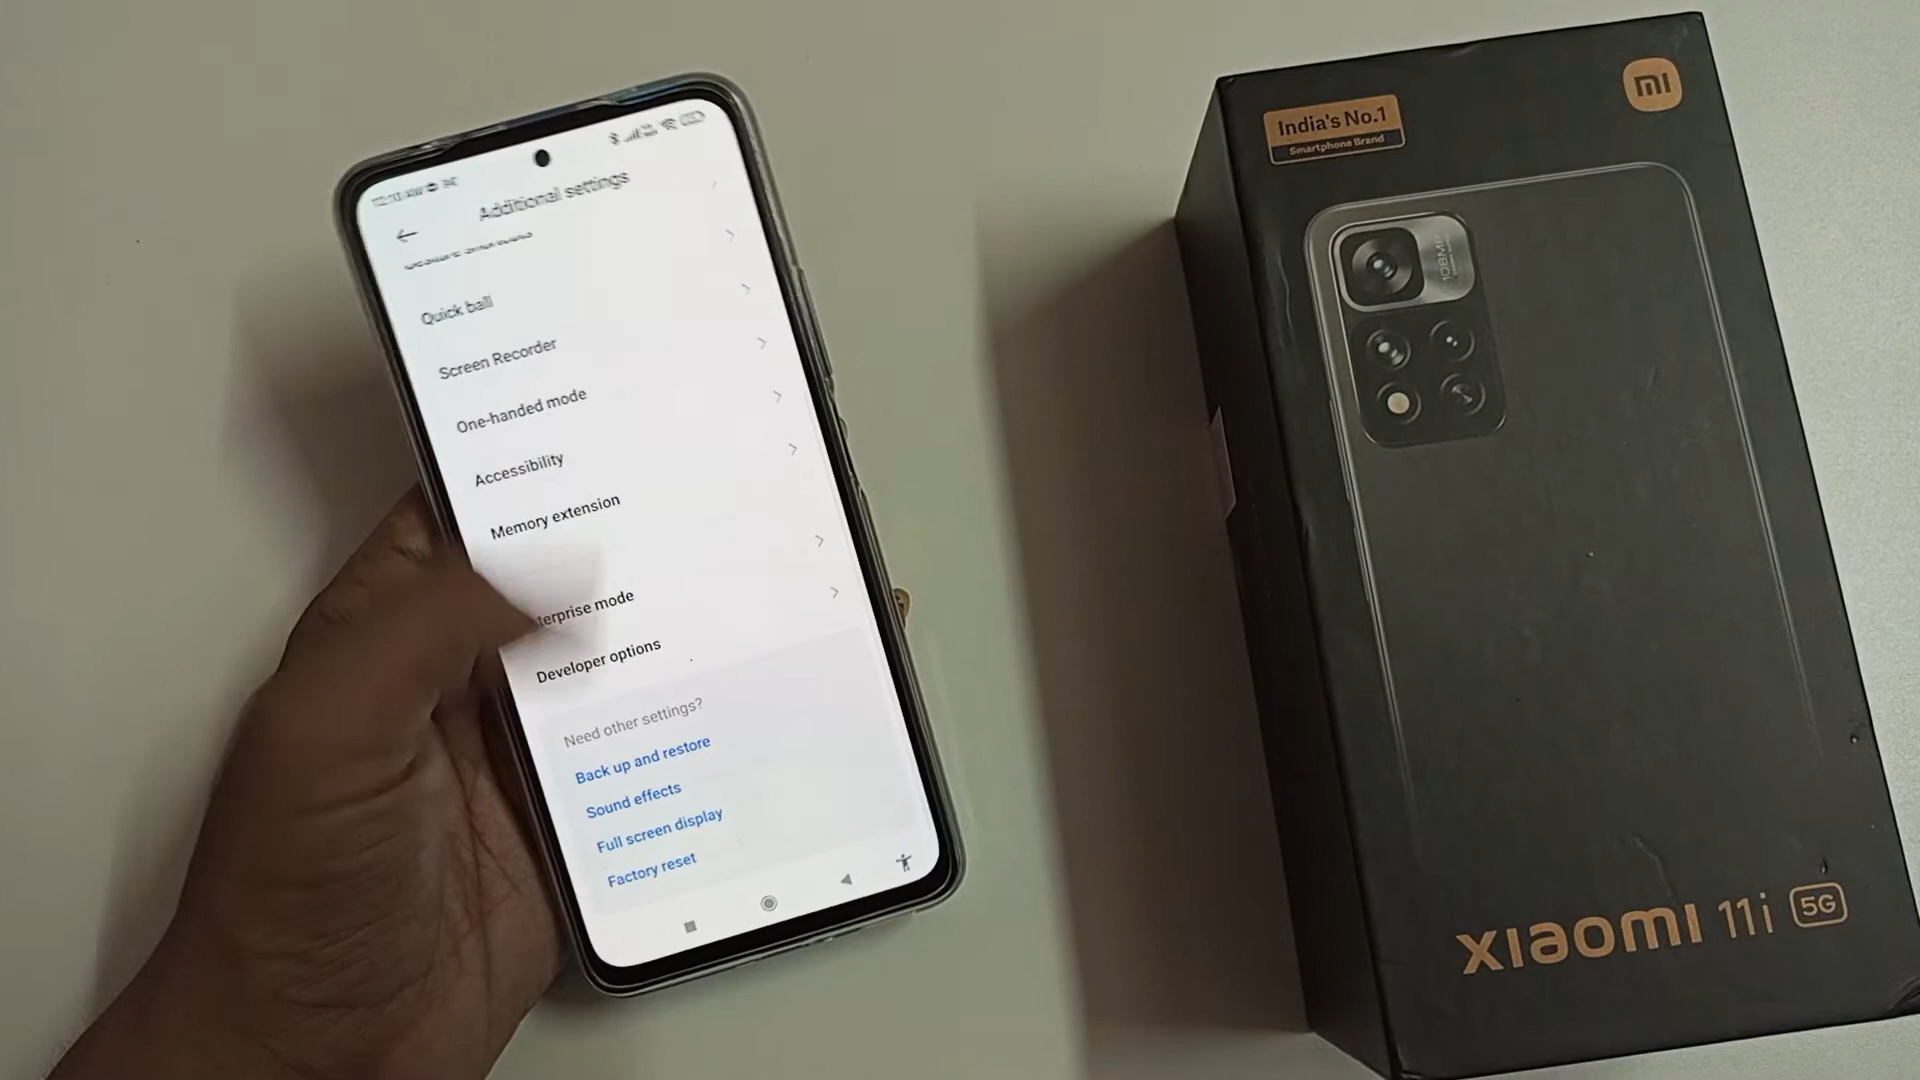 Additional settings
Quick ball
Screen Recorder
One-handed mode
Accessibility
Memory extension
terprise mode
Developer options
Need other settings?
Back up and restore
Sound effects
Full screen display
Factory reset
India's No.1
Smartphone Brand
mi
108MP
xiaomi 11i 5G